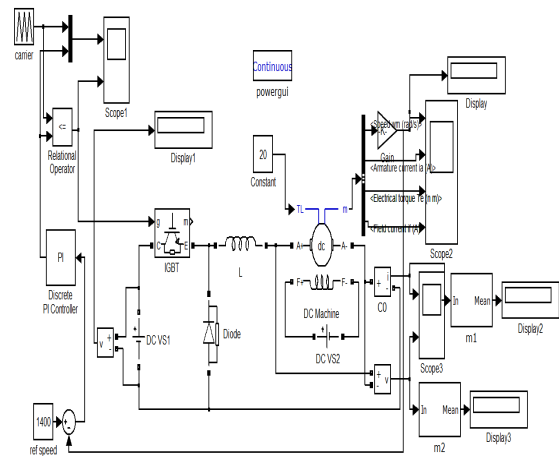 carrier
Scope1
Continuous
powergui
Display
<=
Relational
Operator
Display1
20
Constant
<Speed wm (rad/s)>
-K-
Gain
<Armature current ia (A)>
<Electrical torque Te (n m)>
<Field current if (A)>
Scope2
TL
m
g
m
C
E
IGBT
L
A+
dc
A-
F+
F-
DC Machine
DC VS2
PI
Discrete
PI Controller
v
+
-
DC VS1
Diode
i
+
-
C0
Scope3
In
Mean
m1
Display2
+
-
v
In
Mean
m2
Display3
1400
ref speed